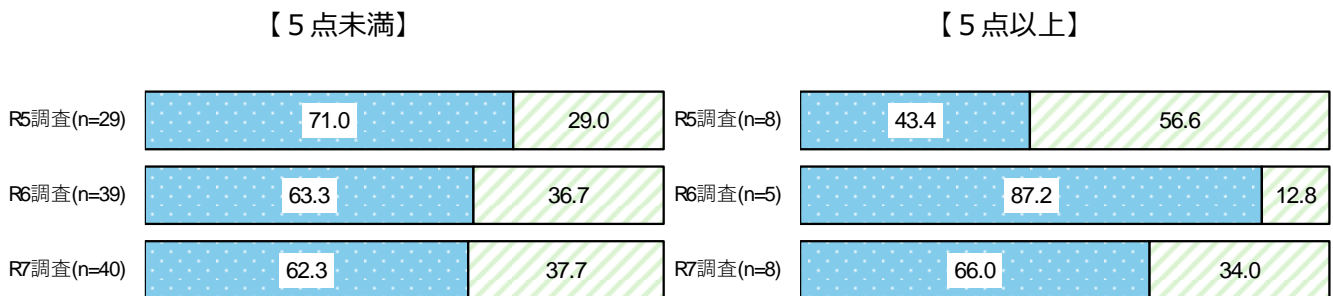 【５点未満】
R5調査(n=29) 71.0 29.0
R6調査(n=39) 63.3 36.7
R7調査(n=40) 62.3 37.7
【５点以上】
R5調査(n=8) 43.4 56.6
R6調査(n=5) 87.2 12.8
R7調査(n=8) 66.0 34.0